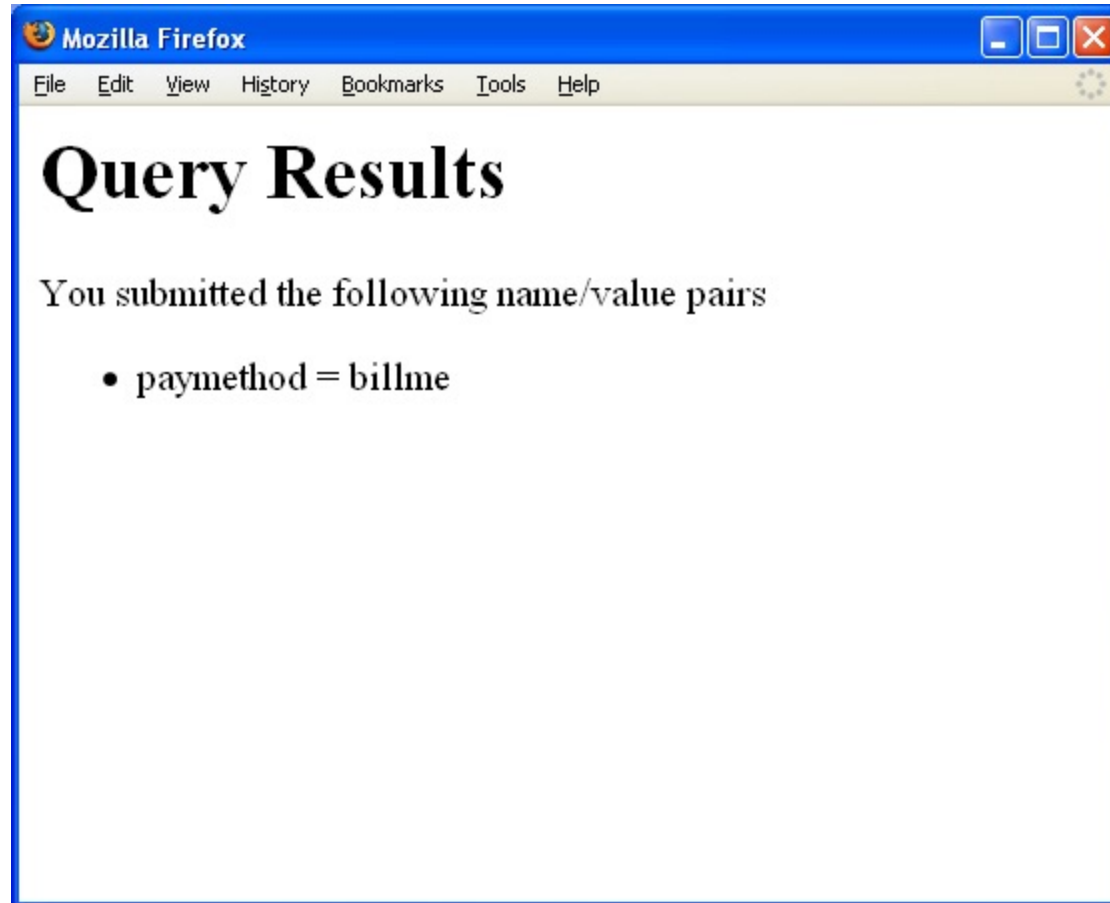 Mozilla Firefox
File Edit View History Bookmarks Tools Help
Query Results
You submitted the following name/value pairs
• paymethod = billme